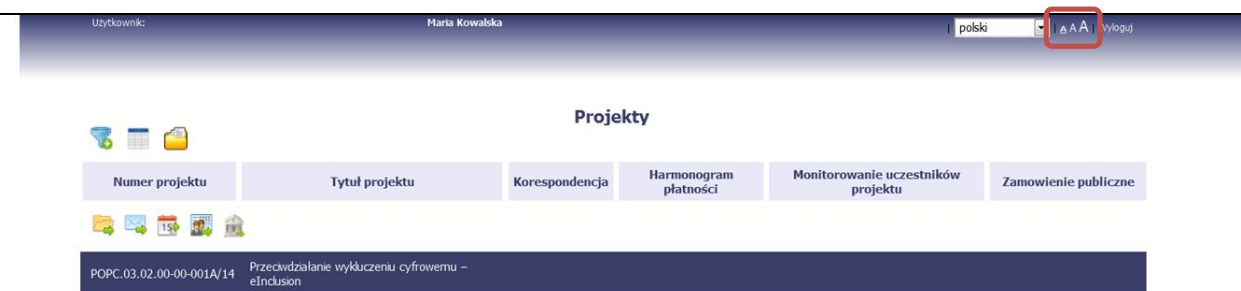 Użytkownik: Maria Kowalska | polski | A A A | Wyloguj
Projekty
Numer projektu Tytuł projektu Korespondencja Harmonogram płatności Monitorowanie uczestników projektu Zamowienie publiczne
15
POPC.03.02.00-00-001A/14 Przeciwdziałanie wykluczeniu cyfrowemu –
eInclusion